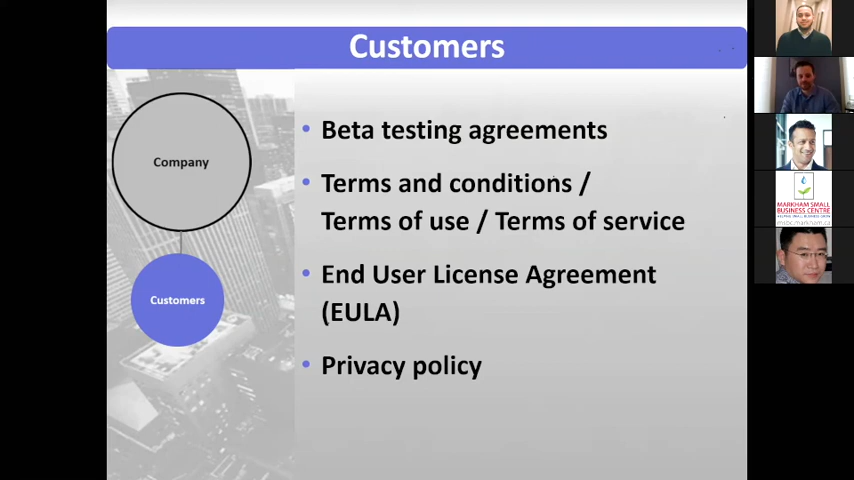 Customers
Company
Customers
• Beta testing agreements
• Terms and conditions /
Terms of use / Terms of service
• End User License Agreement
(EULA)
• Privacy policy
MARKHAM SMALL
BUSINESS CENTRE